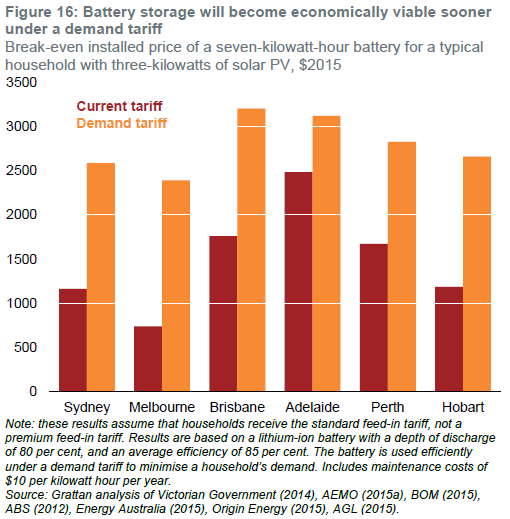 Figure 16: Battery storage will become economically viable sooner
under a demand tariff
Break-even installed price of a seven-kilowatt-hour battery for a typical
household with three-kilowatts of solar PV, $2015
3500
3000
2500
2000
1500
1000
500
0
Current tariff
Demand tariff
Sydney Melbourne Brisbane Adelaide Perth Hobart
Note: these results assume that households receive the standard feed-in tariff, not a
premium feed-in tariff. Results are based on a lithium-ion battery with a depth of discharge
of 80 per cent, and an average efficiency of 85 per cent. The battery is used efficiently
under a demand tariff to minimise a household's demand. Includes maintenance costs of
$10 per kilowatt hour per year.
Source: Grattan analysis of Victorian Government (2014), AEMO (2015a), BOM (2015),
ABS (2012), Energy Australia (2015), Origin Energy (2015), AGL (2015).